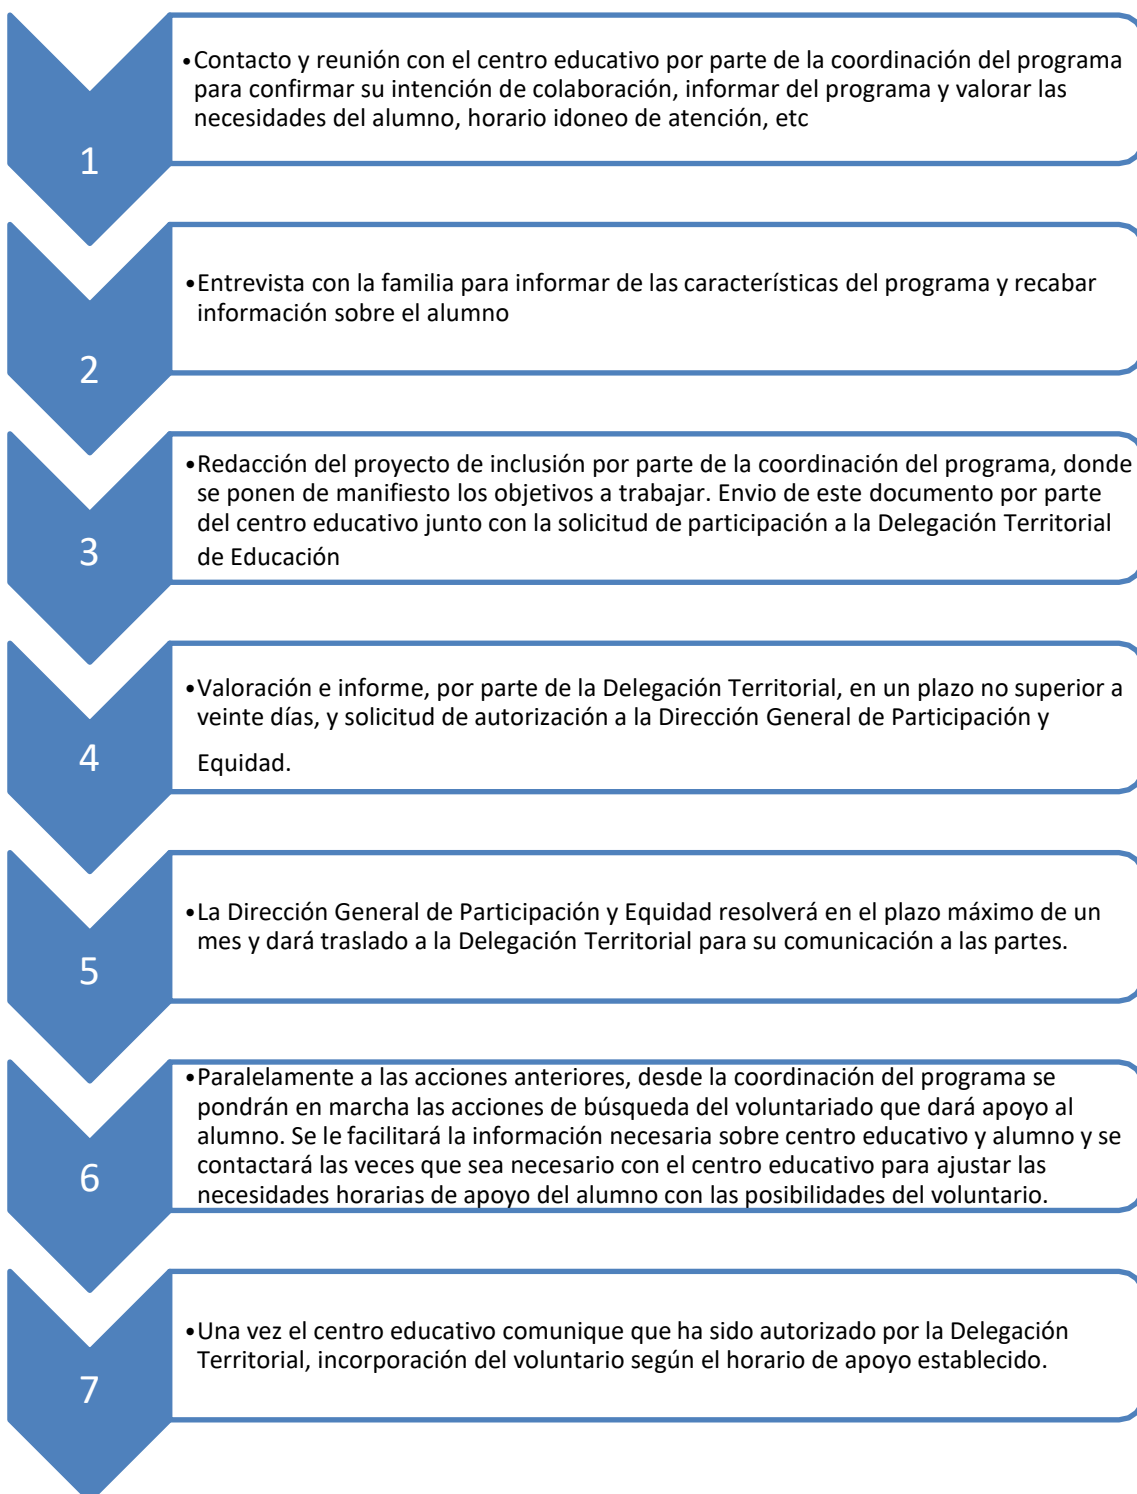 •Contacto y reunión con el centro educativo por parte de la coordinación del programa
para confirmar su intención de colaboración, informar del programa y valorar las
necesidades del alumno, horario idoneo de atención, etc
1
•Entrevista con la familia para informar de las características del programa y recabar
información sobre el alumno
2
•Redacción del proyecto de inclusión por parte de la coordinación del programa, donde
se ponen de manifiesto los objetivos a trabajar. Envio de este documento por parte
del centro educativo junto con la solicitud de participación a la Delegación Territorial
de Educación
3
•Valoración e informe, por parte de la Delegación Territorial, en un plazo no superior a
veinte días, y solicitud de autorización a la Dirección General de Participación y
Equidad.
4
•La Dirección General de Participación y Equidad resolverá en el plazo máximo de un
mes y dará traslado a la Delegación Territorial para su comunicación a las partes.
5
•Paralelamente a las acciones anteriores, desde la coordinación del programa se
pondrán en marcha las acciones de búsqueda del voluntariado que dará apoyo al
alumno. Se le facilitará la información necesaria sobre centro educativo y alumno y se
contactará las veces que sea necesario con el centro educativo para ajustar las
necesidades horarias de apoyo del alumno con las posibilidades del voluntario.
6
•Una vez el centro educativo comunique que ha sido autorizado por la Delegación
Territorial, incorporación del voluntario según el horario de apoyo establecido.
7